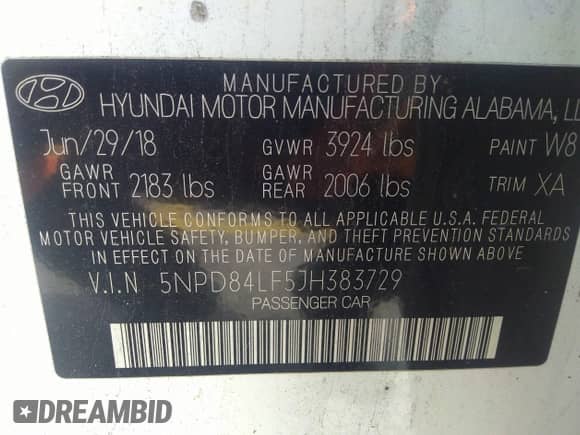 MANUFACTURED BY
HYUNDAI MOTOR MANUFACTURING ALABAMA,
Jun/29/18 GVWR 3924 lbs PAINT W8
GAWR FRONT 2183 lbs GAWR REAR 2006 lbs TRIM XA
THIS VEHICLE CONFORMS TO ALL APPLICABLE U.S.A. FEDERAL
MOTOR VEHICLE SAFETY, BUMPER, AND THEFT PREVENTION STANDARDS
IN EFFECT ON THE DATE OF MANUFACTURE SHOWN ABOVE.
V.I.N 5NPD84LF5JH383729
PASSENGER CAR
DREAMBID